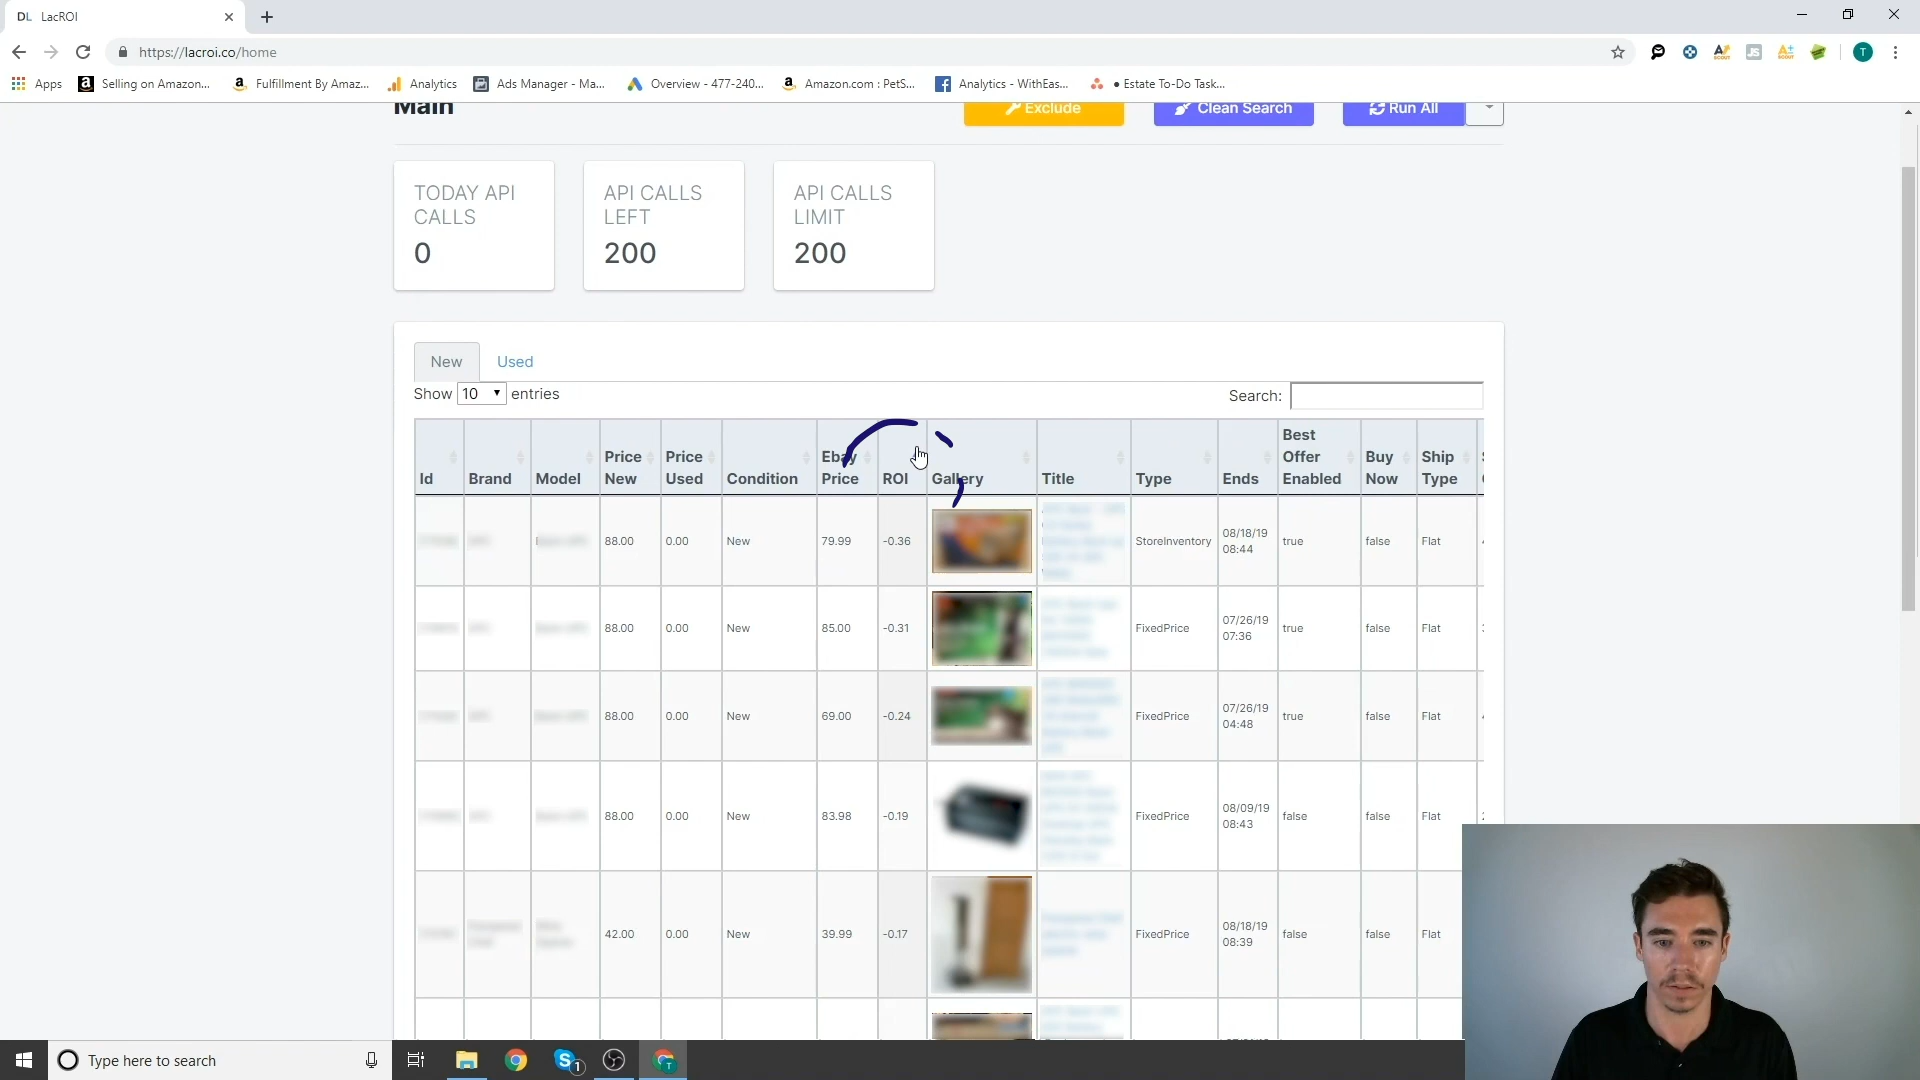 LacROI
https://lacroi.co/home
Apps
Selling on Amazon...
Fulfillment By Amaz...
Analytics
Ads Manager - Ma...
Overview - 477-240...
Amazon.com : PetS...
Analytics - WithEas...
● Estate To-Do Task...
Main
Exclude
Clean Search
Run All
TODAY API
CALLS
0
API CALLS
LEFT
200
API CALLS
LIMIT
200
New
Used
Show 10 entries
Search:
Id Brand Model Price New Price Used Condition Ebay Price ROI Gallery Title Type Ends Best Offer Enabled Buy Now Ship Type
88.00 0.00 New 79.99 -0.36 StoreInventory 08/18/19 08:44 true false Flat
88.00 0.00 New 85.00 -0.31 FixedPrice 07/26/19 07:36 true false Flat
88.00 0.00 New 69.00 -0.24 FixedPrice 07/26/19 04:48 true false Flat
88.00 0.00 New 83.98 -0.19 FixedPrice 08/09/19 08:43 false false Flat
42.00 0.00 New 39.99 -0.17 FixedPrice 08/18/19 08:39 false false Flat
Type here to search